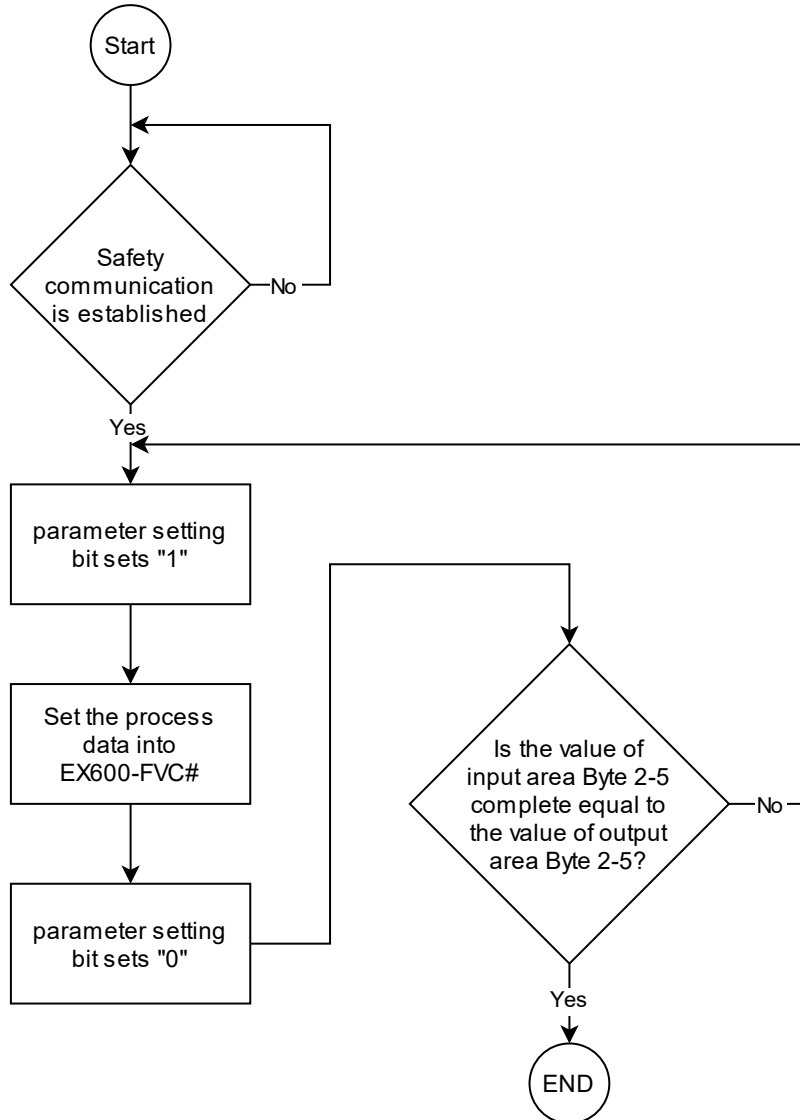 Start
Safety
communication
is established
No
Yes
parameter setting
bit sets "1"
Set the process
data into
EX600-FVC#
parameter setting
bit sets "0"
Is the value of
input area Byte 2-5
complete equal to
the value of output
area Byte 2-5?
No
Yes
END